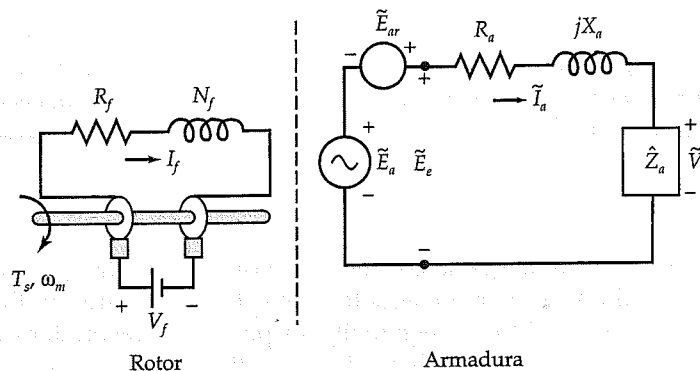 R_f
N_f
I_f
T_s, ω_m
+
−
V_f
Rotor
Ẽ_ar
−
+
+
R_a
jX_a
Ĩ_a
+
Ẽ_a
−
Ẽ_e
Ẑ_a
+
Ṽ
−
−
Armadura